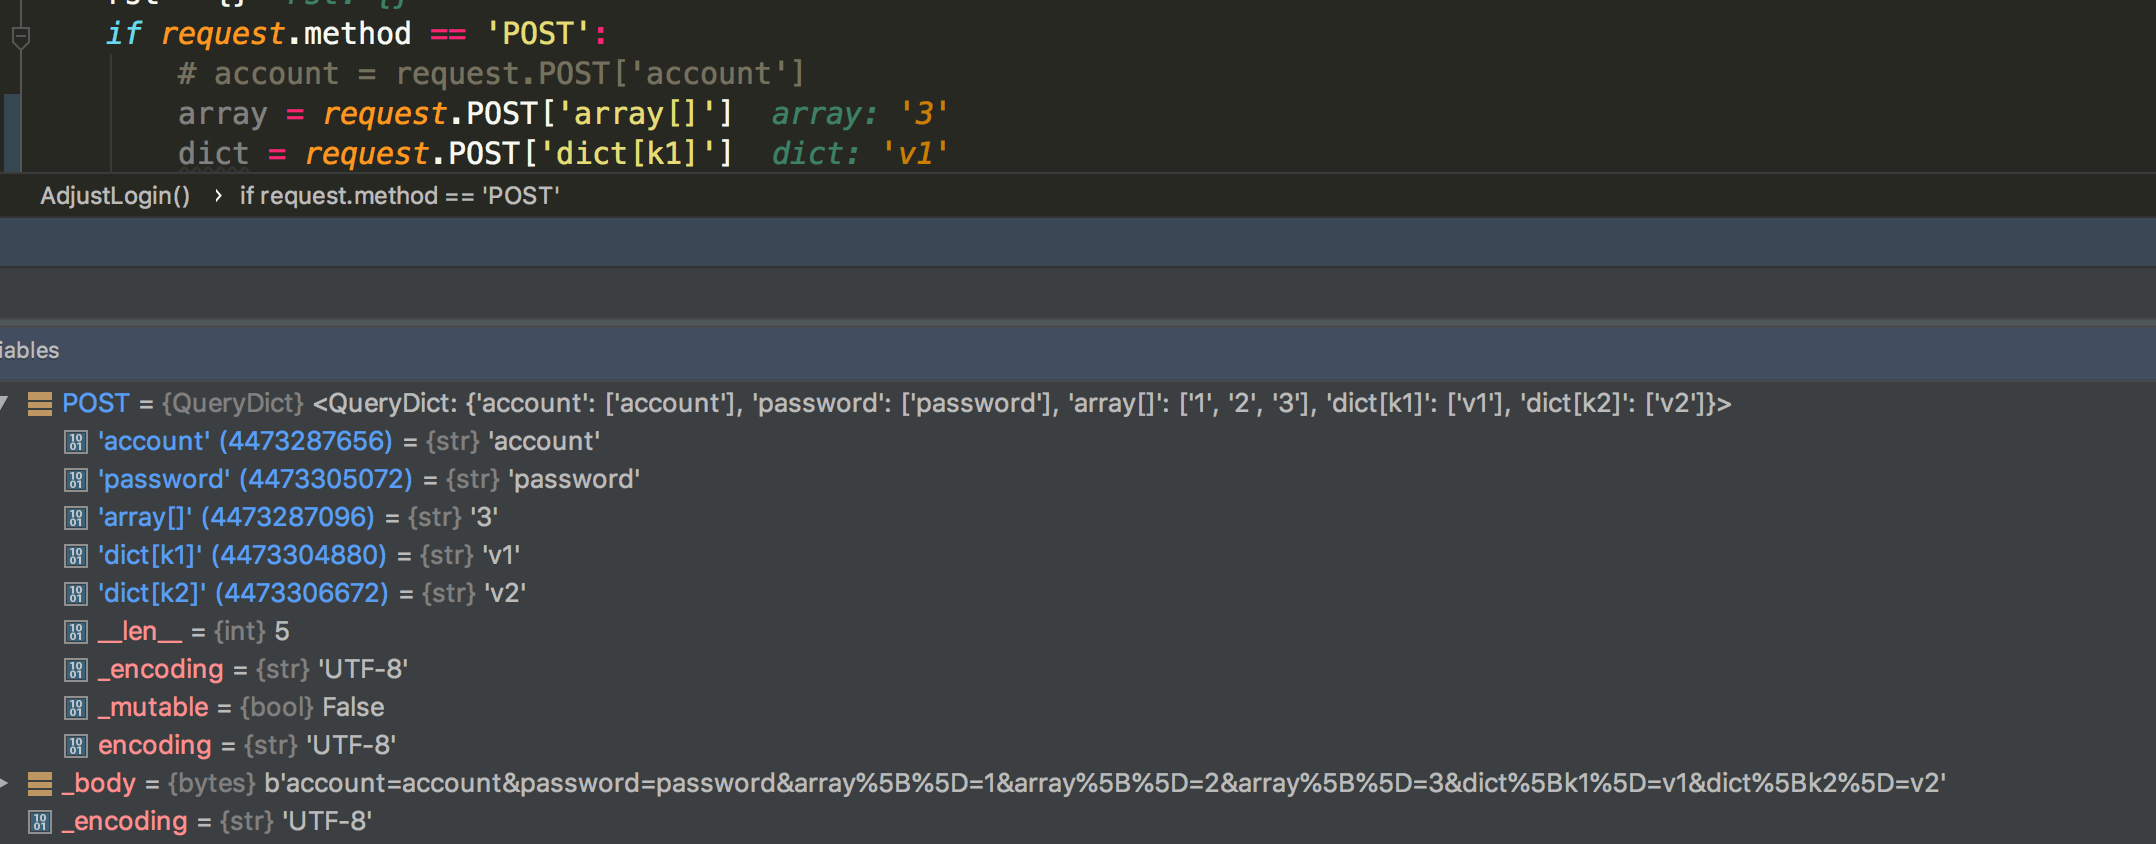 if request.method == 'POST':
# account = request.POST['account']
array = request.POST['array[]'] array: '3'
dict = request.POST['dict[k1]'] dict: 'v1'
AdjustLogin() › if request.method == 'POST'
iables
POST = {QueryDict} <QueryDict: {'account': ['account'], 'password': ['password'], 'array[]': ['1', '2', '3'], 'dict[k1]': ['v1'], 'dict[k2]': ['v2']}>
'account' (4473287656) = {str} 'account'
'password' (4473305072) = {str} 'password'
'array[]' (4473287096) = {str} '3'
'dict[k1]' (4473304880) = {str} 'v1'
'dict[k2]' (4473306672) = {str} 'v2'
__len__ = {int} 5
_encoding = {str} 'UTF-8'
_mutable = {bool} False
encoding = {str} 'UTF-8'
_body = {bytes} b'account=account&password=password&array%5B%5D=1&array%5B%5D=2&array%5B%5D=3&dict%5Bk1%5D=v1&dict%5Bk2%5D=v2'
_encoding = {str} 'UTF-8'